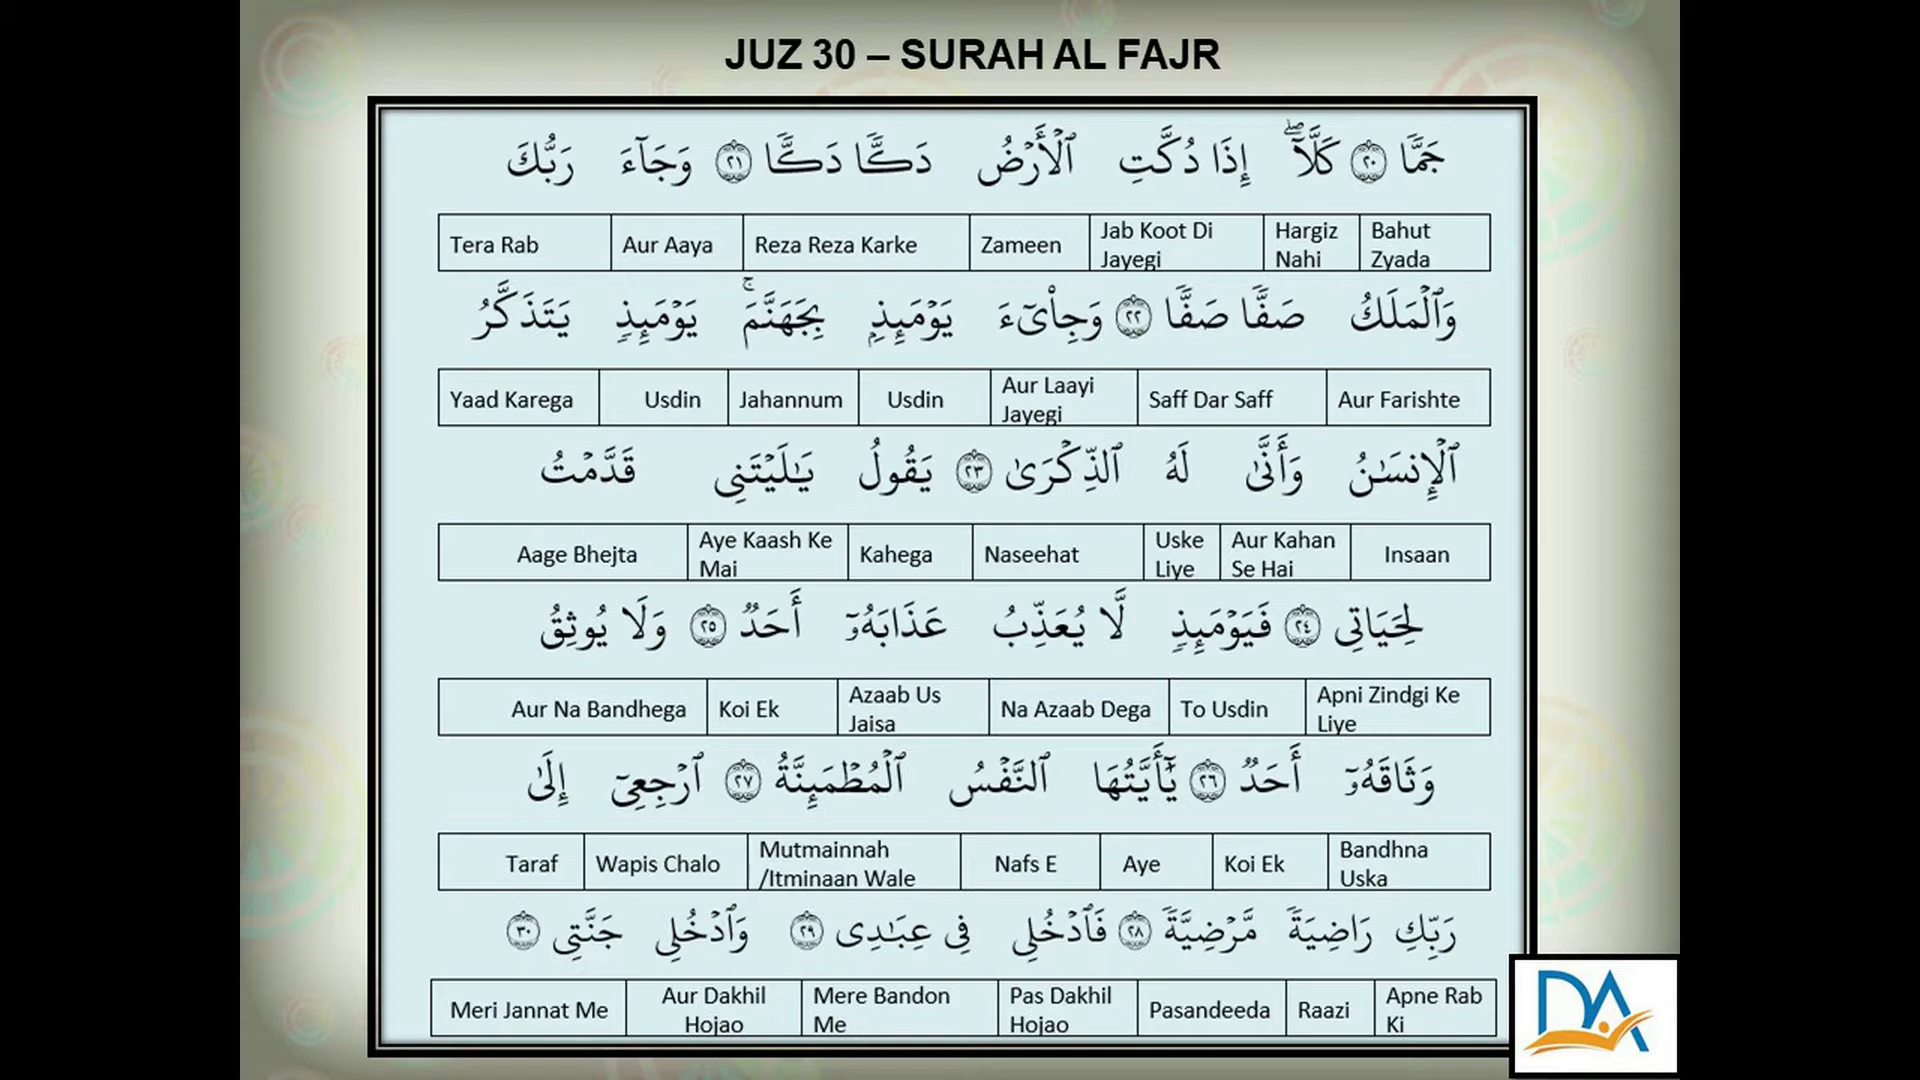 JUZ 30 – SURAH AL FAJR
جَمًّا ٢٠ كَلَّآ ۖ إِذَا دُكَّتِ ٱلْأَرْضُ دَكًّا دَكًّا ٢١ وَجَآءَ رَبُّكَ
Tera Rab Aur Aaya Reza Reza Karke Zameen Jab Koot Di Jayegi Hargiz Nahi Bahut Zyada
وَٱلْمَلَكُ صَفًّا صَفًّا ٢٢ وَجِا۟ىٓءَ يَوْمَئِذٍۭ بِجَهَنَّمَ ۚ يَوْمَئِذٍ يَتَذَكَّرُ
Yaad Karega Usdin Jahannum Usdin Aur Laayi Jayegi Saff Dar Saff Aur Farishte
ٱلْإِنسَـٰنُ وَأَنَّىٰ لَهُ ٱلذِّكْرَىٰ ٢٣ يَقُولُ يَـٰلَيْتَنِى قَدَّمْتُ
Aage Bhejta Aye Kaash Ke Mai Kahega Naseehat Uske Liye Aur Kahan Se Hai Insaan
لِحَيَاتِى ٢٤ فَيَوْمَئِذٍ لَّا يُعَذِّبُ عَذَابَهُۥٓ أَحَدٌ ٢٥ وَلَا يُوثِقُ
Aur Na Bandhega Koi Ek Azaab Us Jaisa Na Azaab Dega To Usdin Apni Zindgi Ke Liye
وَثَاقَهُۥٓ أَحَدٌ ٢٦ يَـٰٓأَيَّتُهَا ٱلنَّفْسُ ٱلْمُطْمَئِنَّةُ ٢٧ ٱرْجِعِىٓ إِلَىٰ
Taraf Wapis Chalo Mutmainnah /Itminaan Wale Nafs E Aye Koi Ek Bandhna Uska
رَبِّكِ رَاضِيَةً مَّرْضِيَّةً ٢٨ فَٱدْخُلِى فِى عِبَـٰدِى ٢٩ وَٱدْخُلِى جَنَّتِى ٣٠
Meri Jannat Me Aur Dakhil Hojao Mere Bandon Me Pas Dakhil Hojao Pasandeeda Raazi Apne Rab Ki
DA